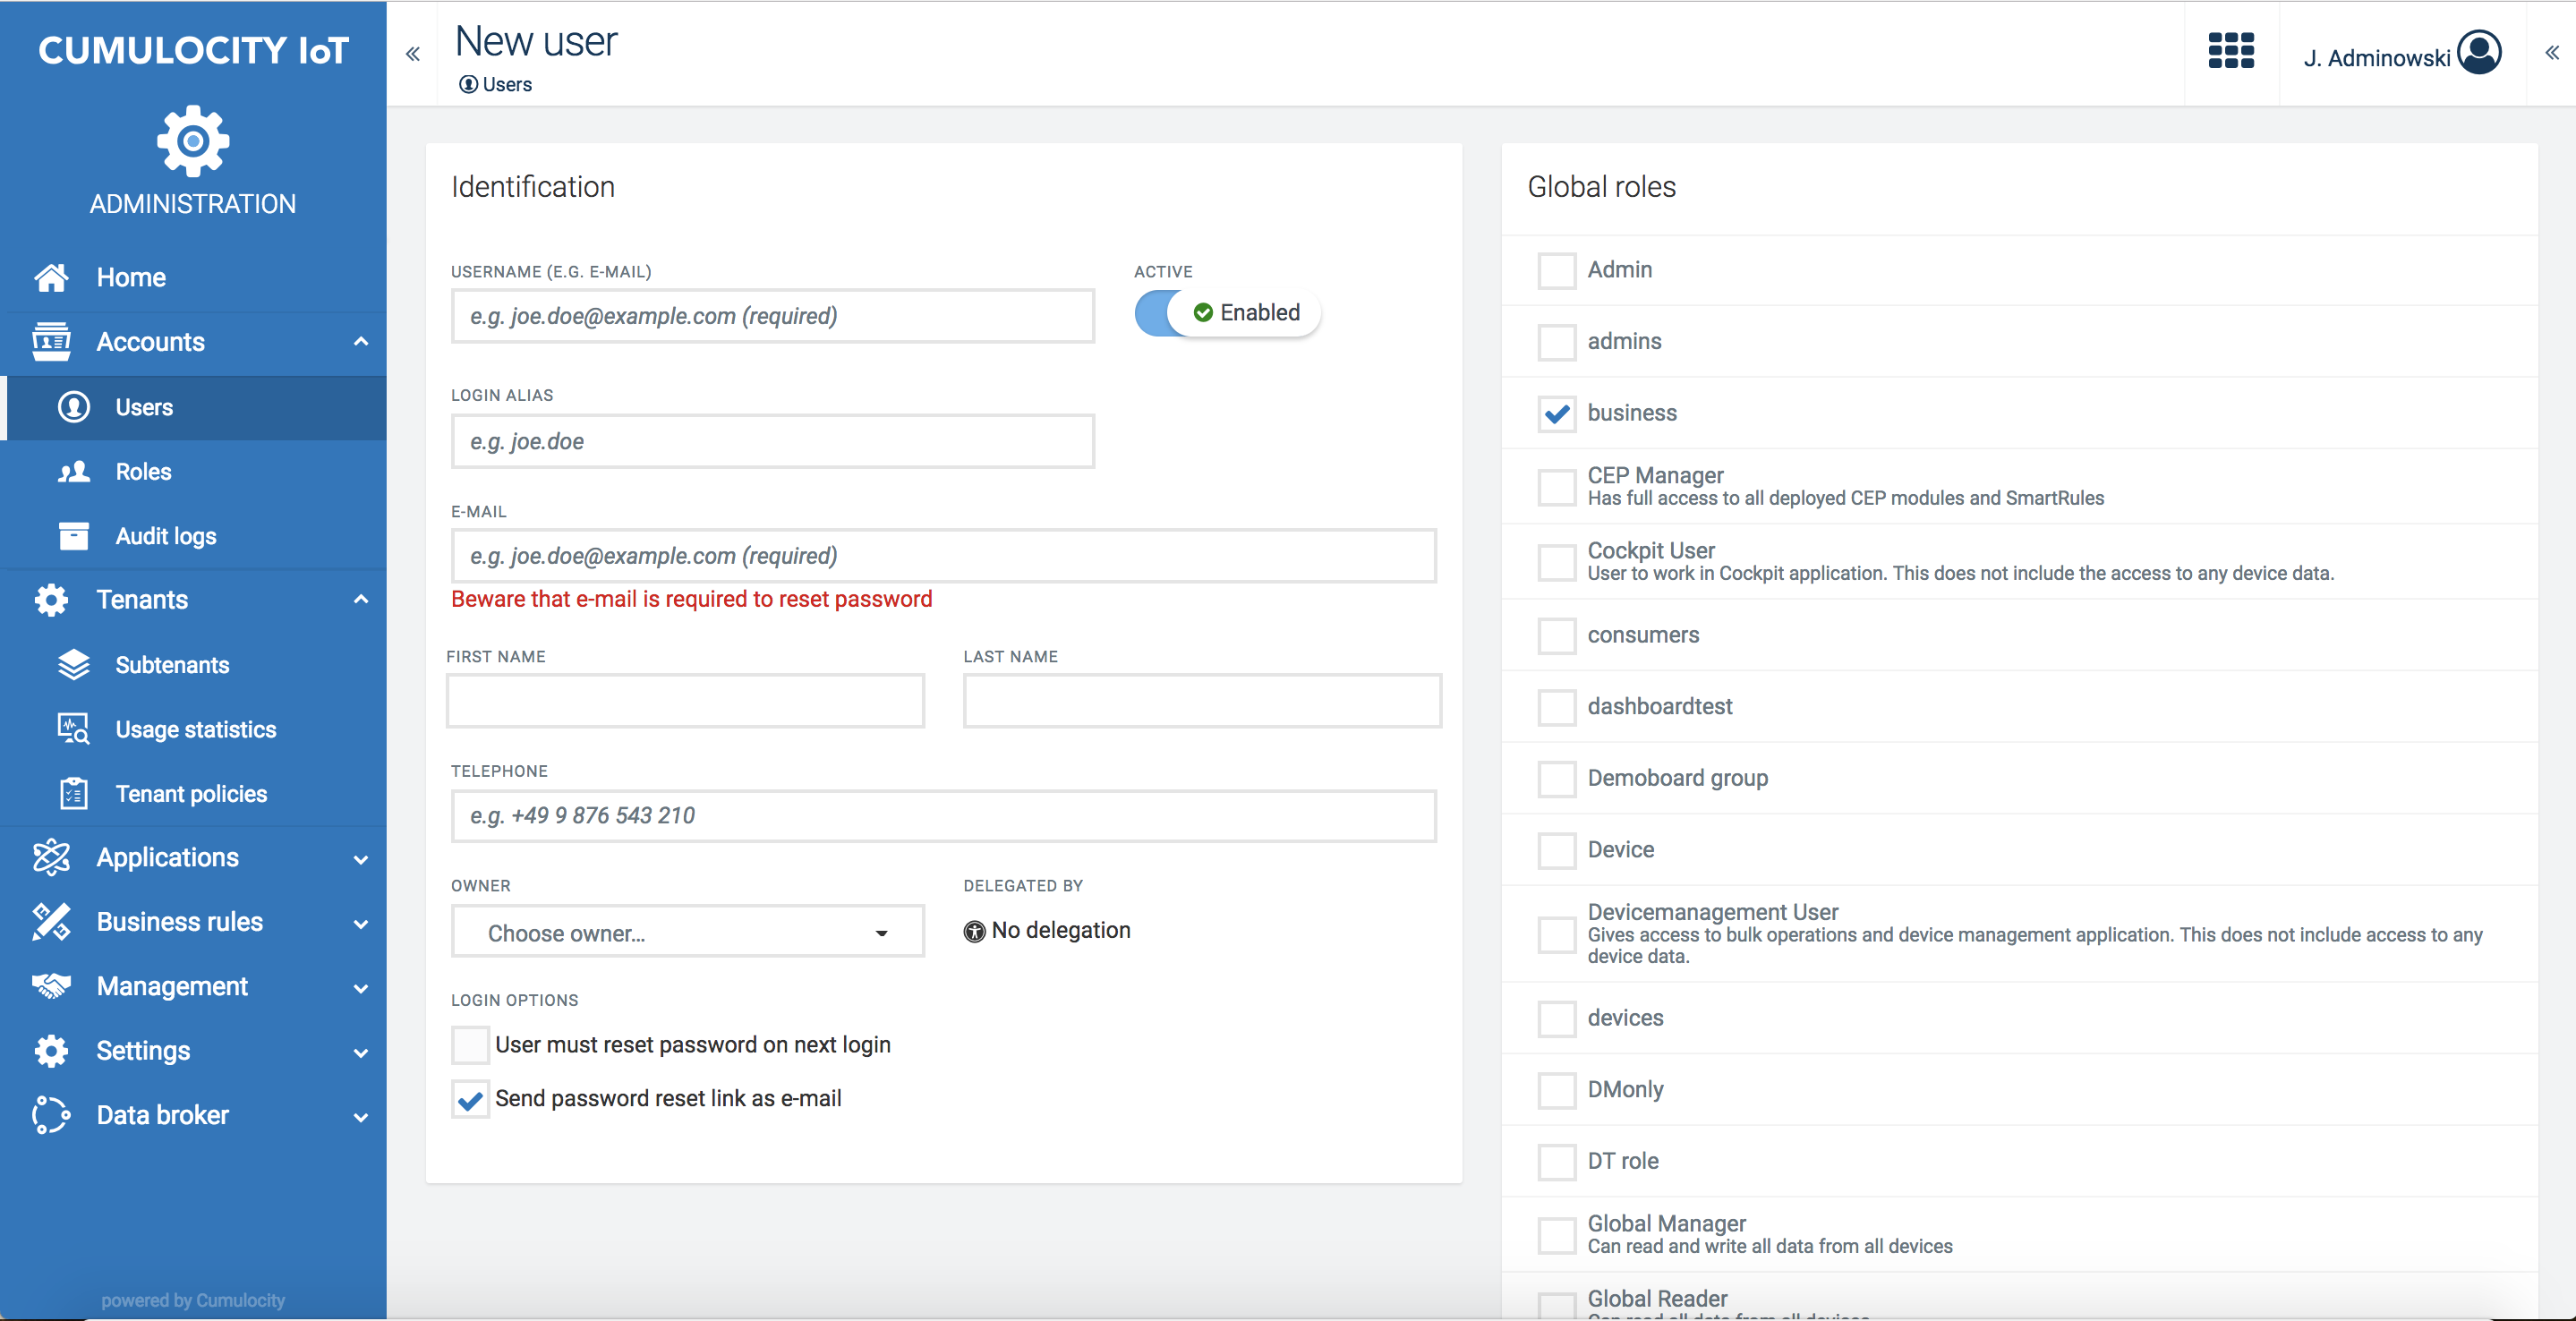 CUMULOCITY IoT
ADMINISTRATION
Home
Accounts
Users
Roles
Audit logs
Tenants
Subtenants
Usage statistics
Tenant policies
Applications
Business rules
Management
Settings
Data broker
powered by Cumulocity
New user
Users
J. Adminowski
Identification
USERNAME (E.G. E-MAIL)
e.g. joe.doe@example.com (required)
ACTIVE
Enabled
LOGIN ALIAS
e.g. joe.doe
E-MAIL
e.g. joe.doe@example.com (required)
Beware that e-mail is required to reset password
FIRST NAME
LAST NAME
TELEPHONE
e.g. +49 9 876 543 210
OWNER
Choose owner...
DELEGATED BY
No delegation
LOGIN OPTIONS
User must reset password on next login
Send password reset link as e-mail
Global roles
Admin
admins
business
CEP Manager
Has full access to all deployed CEP modules and SmartRules
Cockpit User
User to work in Cockpit application. This does not include the access to any device data.
consumers
dashboardtest
Demoboard group
Device
Devicemanagement User
Gives access to bulk operations and device management application. This does not include access to any
device data.
devices
DMonly
DT role
Global Manager
Can read and write all data from all devices
Global Reader
Can read all data from all devices